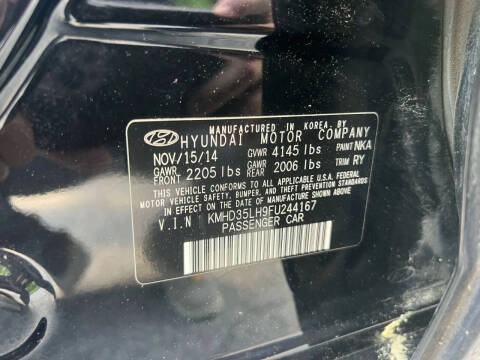 MANUFACTURED IN KOREA BY
HYUNDAI MOTOR COMPANY
NOV/15/14 GVWR 4145 lbs PAINT NKA
GAWR FRONT 2205 lbs GAWR REAR 2006 lbs TRIM RY
THIS VEHICLE CONFORMS TO ALL APPLICABLE U.S.A. FEDERAL
MOTOR VEHICLE SAFETY, BUMPER, AND THEFT PREVENTION STANDARDS
IN EFFECT ON THE DATE OF MANUFACTURE SHOWN ABOVE.
V.I.N KMHD35LH9FU244167
PASSENGER CAR